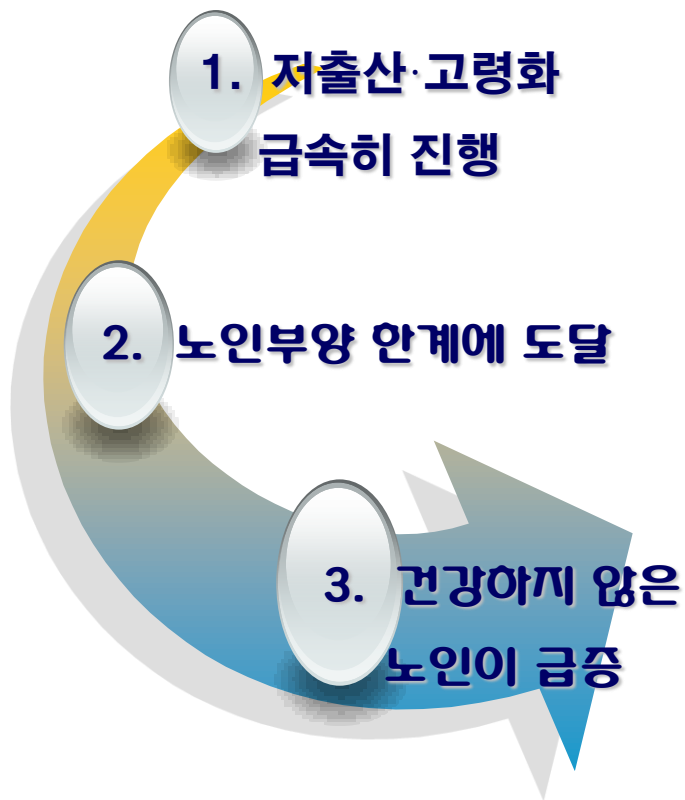 1. 저출산·고령화
급속히 진행
2. 노인부양 한계에 도달
3. 건강하지 않은
노인이 급증